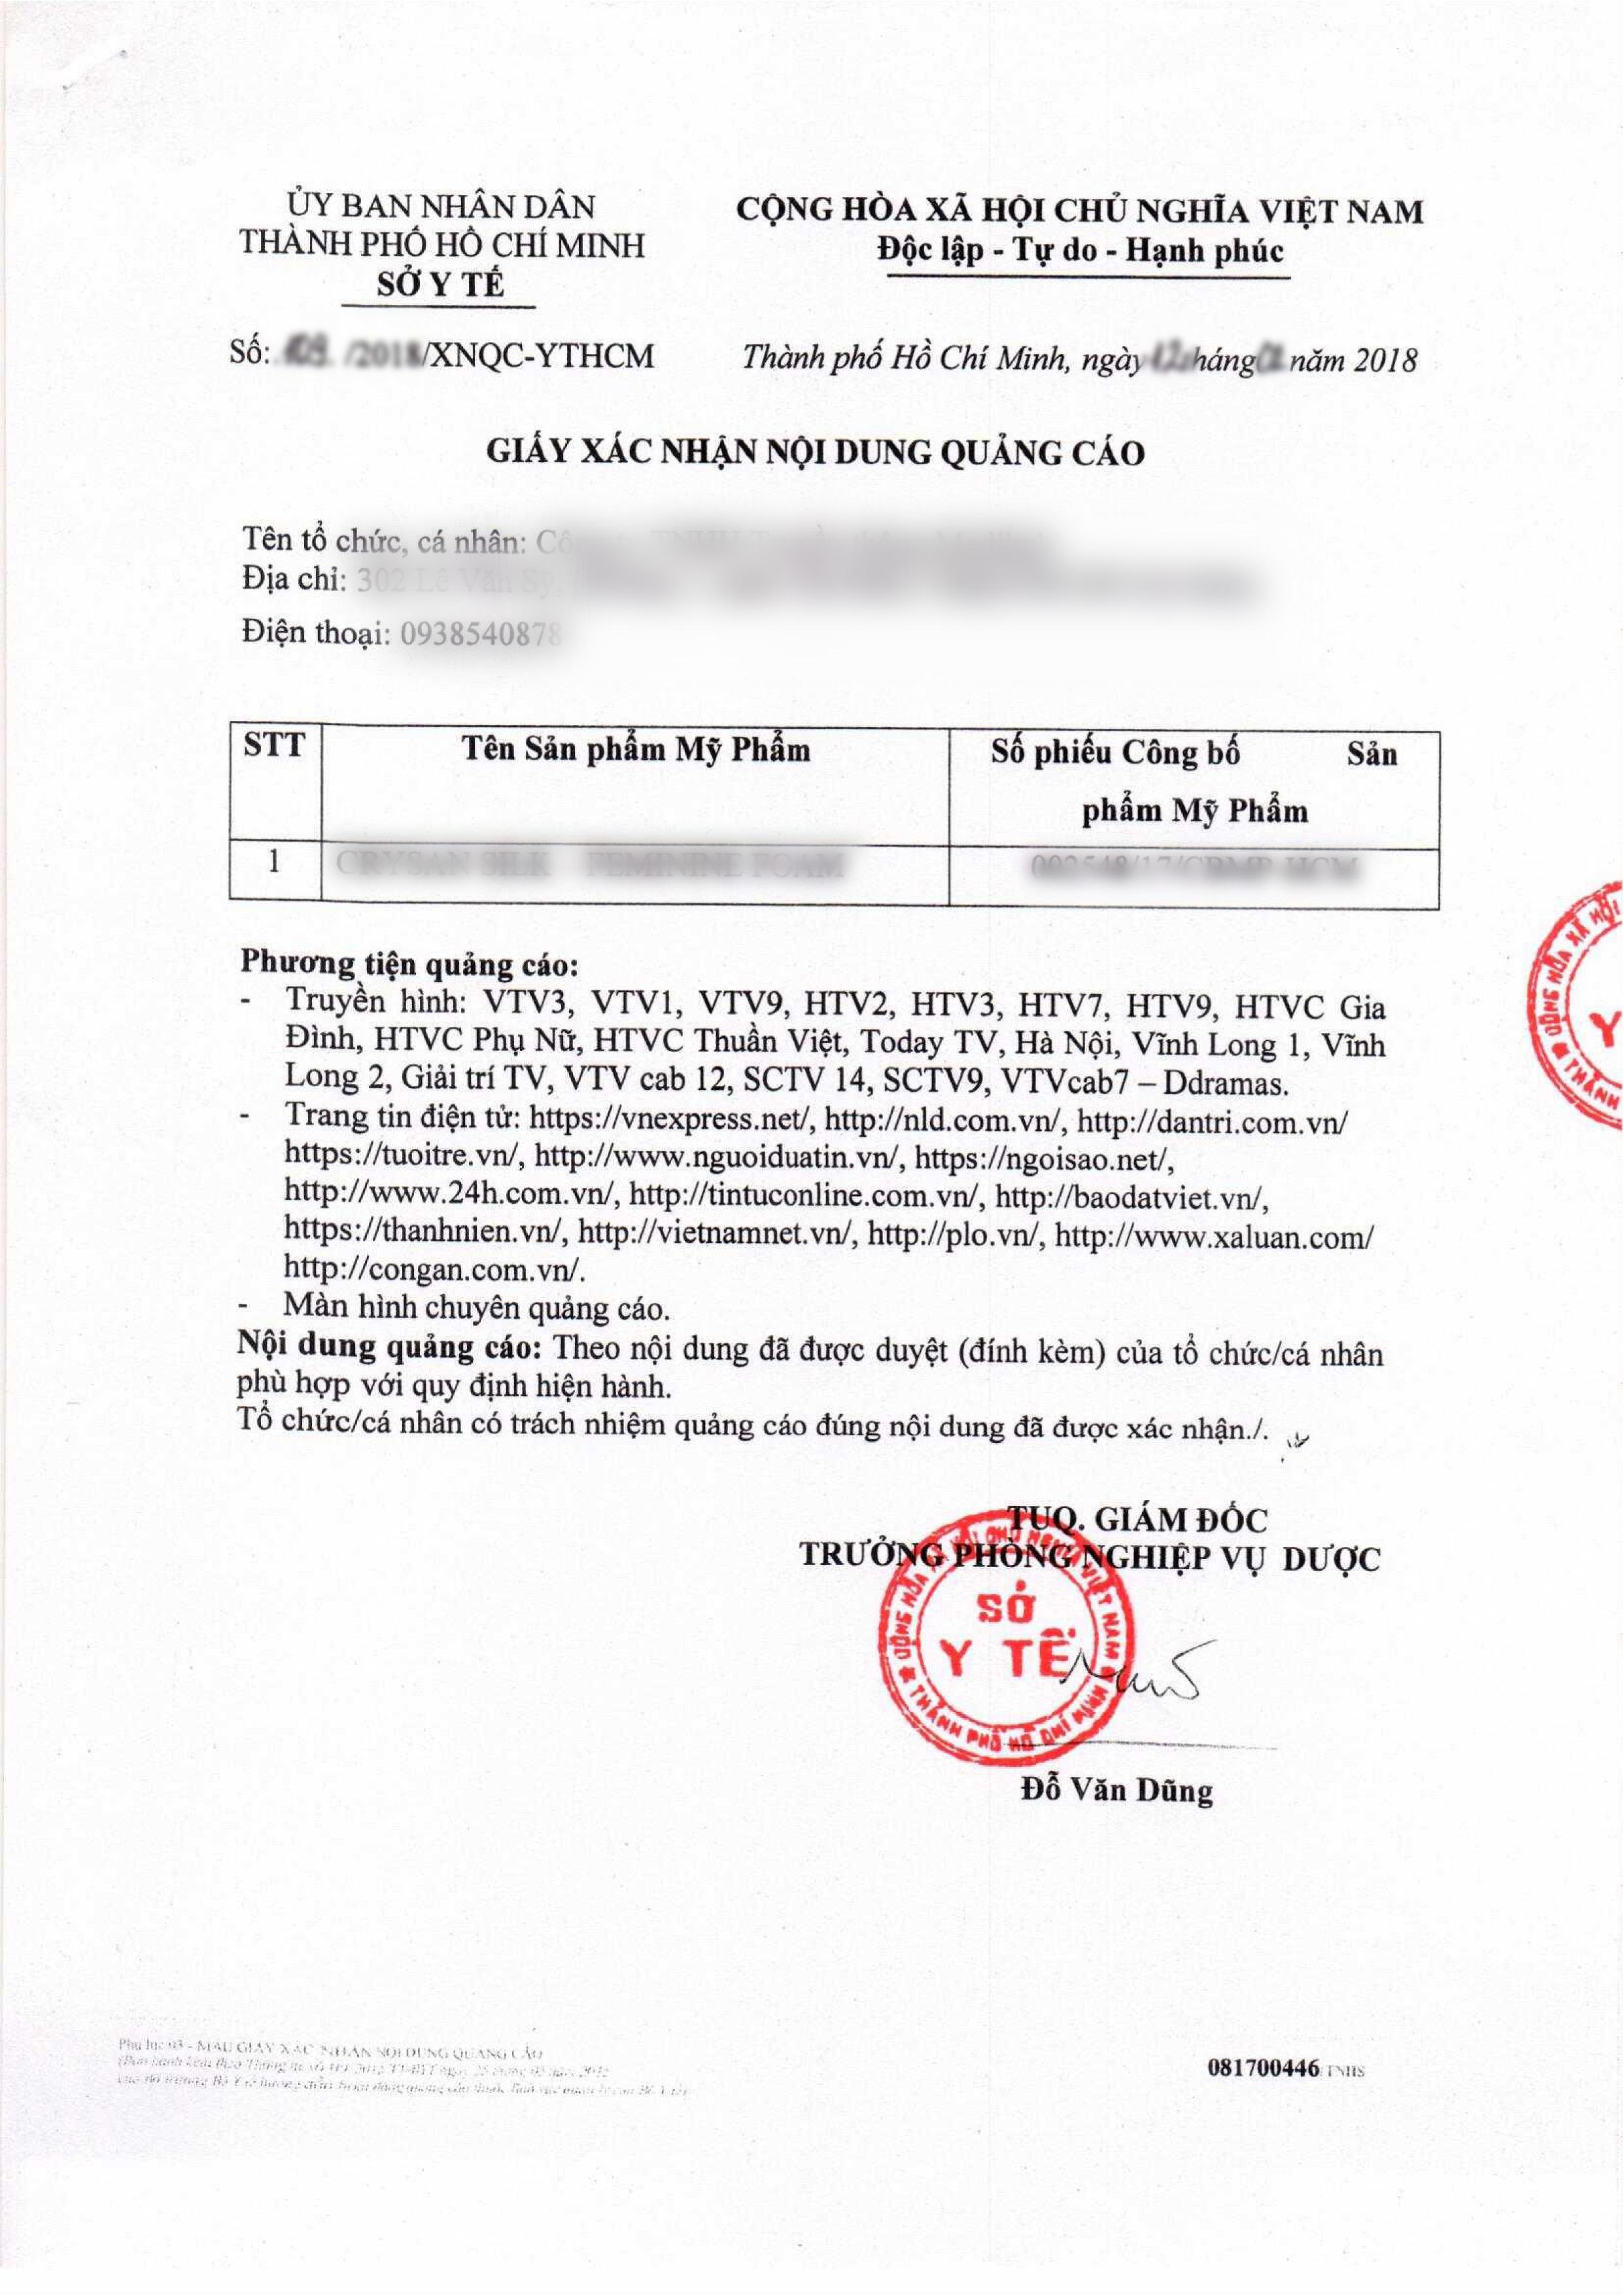 ỦY BAN NHÂN DÂN
THÀNH PHỐ HỒ CHÍ MINH
SỞ Y TẾ
CỘNG HÒA XÃ HỘI CHỦ NGHĨA VIỆT NAM
Độc lập - Tự do - Hạnh phúc
Số: /2018/XNQC-YTHCM
Thành phố Hồ Chí Minh, ngày tháng năm 2018
GIẤY XÁC NHẬN NỘI DUNG QUẢNG CÁO
Tên tổ chức, cá nhân:
Địa chỉ: 302 Lê Văn Sỹ,
Điện thoại: 0938540878
STT
Tên Sản phẩm Mỹ Phẩm
Số phiếu Công bố Sản
phẩm Mỹ Phẩm
1
CRYSAN SILK FEMININE FOAM
Phương tiện quảng cáo:
- Truyền hình: VTV3, VTV1, VTV9, HTV2, HTV3, HTV7, HTV9, HTVC Gia
Đình, HTVC Phụ Nữ, HTVC Thuần Việt, Today TV, Hà Nội, Vĩnh Long 1, Vĩnh
Long 2, Giải trí TV, VTV cab 12, SCTV 14, SCTV9, VTVcab7 – Ddramas.
- Trang tin điện tử: https://vnexpress.net/, http://nld.com.vn/, http://dantri.com.vn/
https://tuoitre.vn/, http://www.nguoiduatin.vn/, https://ngoisao.net/,
http://www.24h.com.vn/, http://tintuconline.com.vn/, http://baodatviet.vn/,
https://thanhnien.vn/, http://vietnamnet.vn/, http://plo.vn/, http://www.xaluan.com/
http://congan.com.vn/.
- Màn hình chuyên quảng cáo.
Nội dung quảng cáo: Theo nội dung đã được duyệt (đính kèm) của tổ chức/cá nhân
phù hợp với quy định hiện hành.
Tổ chức/cá nhân có trách nhiệm quảng cáo đúng nội dung đã được xác nhận./.
TUQ. GIÁM ĐỐC
TRƯỞNG PHÒNG NGHIỆP VỤ DƯỢC
CỘNG HÒA XÃ HỘI CHỦ NGHĨA VIỆT NAM
SỞ
Y TẾ
THÀNH PHỐ HỒ CHÍ MINH
Đỗ Văn Dũng
Phụ lục 03 - MẪU GIẤY XÁC NHẬN NỘI DUNG QUẢNG CÁO
081700446/TNHS